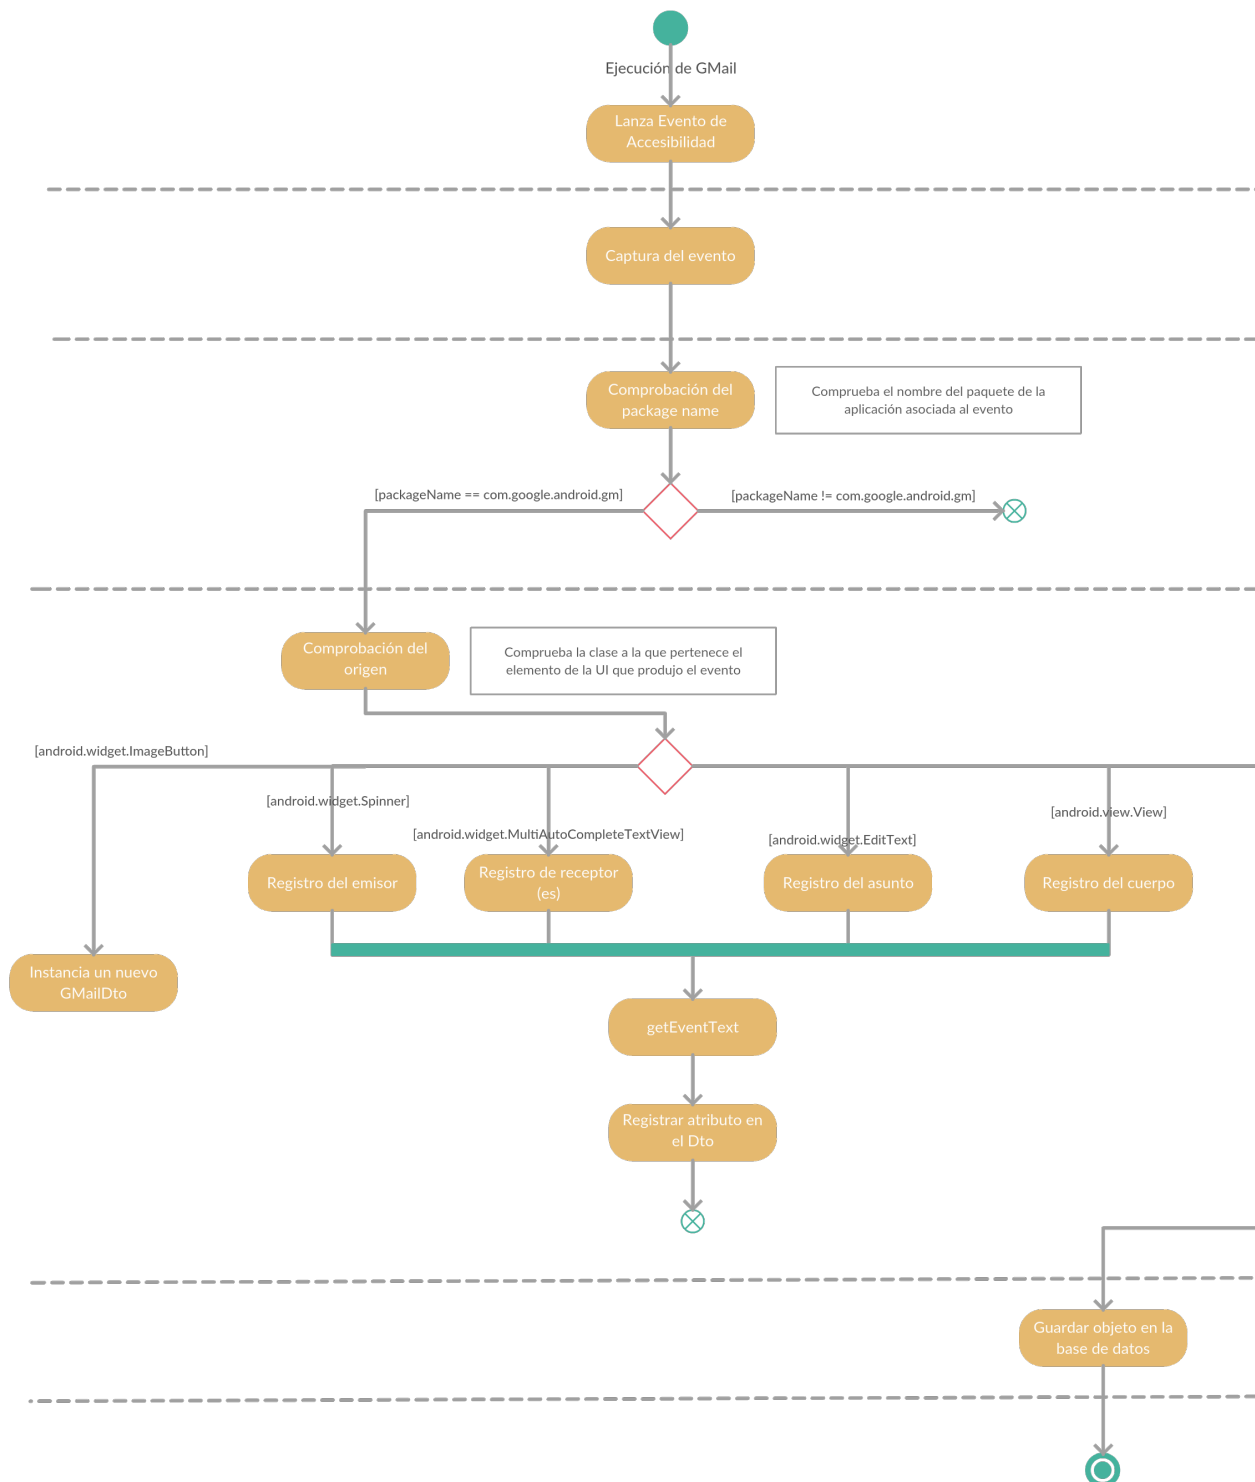 Ejecución de GMail
Lanza Evento de
Accesibilidad
Captura del evento
Comprobación del
package name
Comprueba el nombre del paquete de la
aplicación asociada al evento
[packageName == com.google.android.gm]
[packageName != com.google.android.gm]
Comprobación del
origen
Comprueba la clase a la que pertenece el
elemento de la UI que produjo el evento
[android.widget.ImageButton]
[android.widget.Spinner]
[android.widget.MultiAutoCompleteTextView]
[android.widget.EditText]
[android.view.View]
Registro del emisor
Registro de receptor
(es)
Registro del asunto
Registro del cuerpo
Instancia un nuevo
GMailDto
getEventText
Registrar atributo en
el Dto
Guardar objeto en la
base de datos